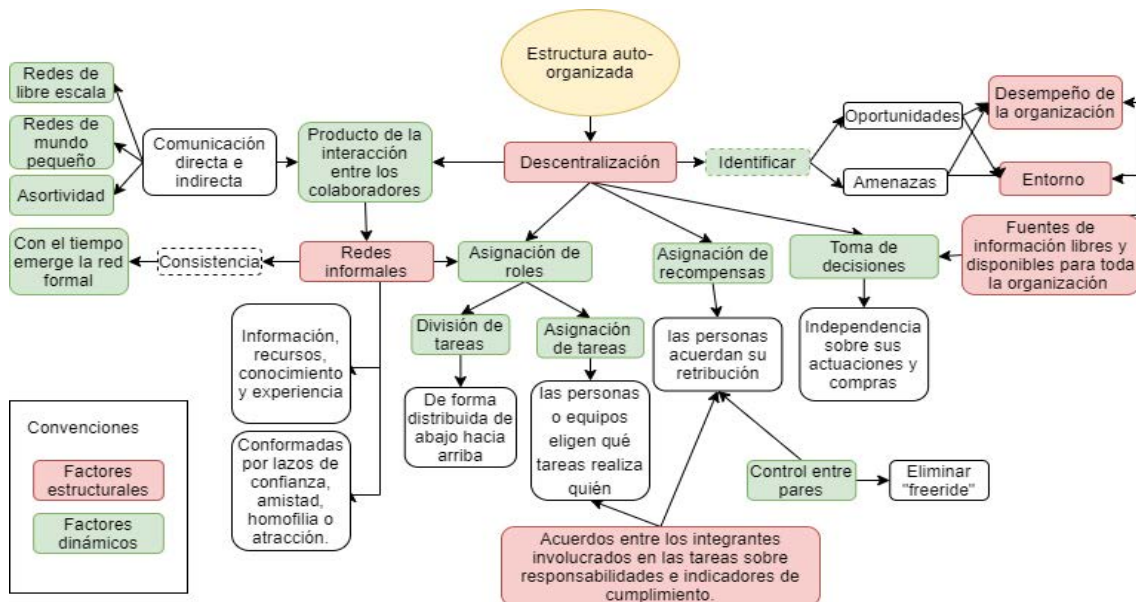 Estructura auto-
organizada
Redes de
libre escala
Redes de
mundo
pequeño
Asortividad
Comunicación
directa e
indirecta
Producto de la
interacción
entre los
colaboradores
Descentralización
Identificar
Oportunidades
Amenazas
Desempeño de
la organización
Entorno
Con el tiempo
emerge la red
formal
Consistencia
Redes
informales
Asignación de
roles
Asignación de
recompensas
Toma de
decisiones
Fuentes de
información libres y
disponibles para toda
la organización
Información,
recursos,
conocimiento
y experiencia
División de
tareas
Asignación
de tareas
las personas
acuerdan su
retribución
Independencia
sobre sus
actuaciones y
compras
De forma
distribuida de
abajo hacia
arriba
las personas
o equipos
eligen qué
tareas realiza
quién
Conformadas
por lazos de
confianza,
amistad,
homofilia o
atracción.
Control entre
pares
Eliminar
"freeride"
Acuerdos entre los integrantes
involucrados en las tareas sobre
responsabilidades e indicadores de
cumplimiento.
Convenciones
Factores
estructurales
Factores
dinámicos